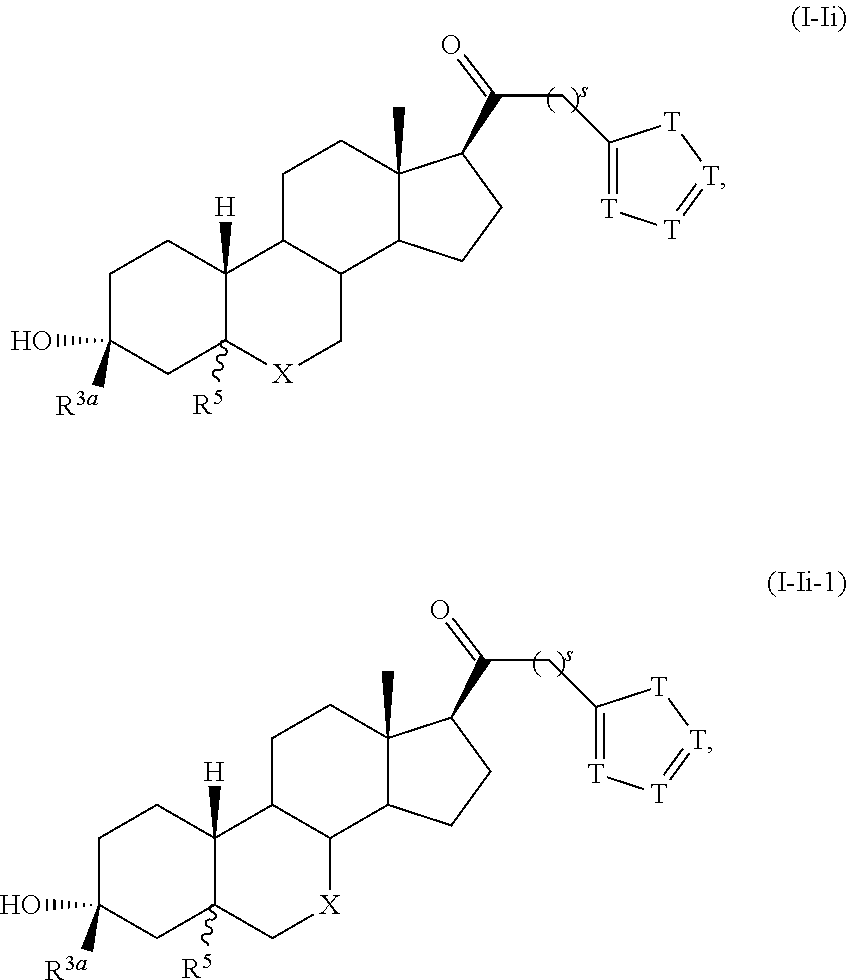 (I-Ii)
O
( )s
T
T,
T
T
H
HO
X
R3a
R5
(I-Ii-1)
O
( )s
T
T,
T
T
H
HO
X
R3a
R5